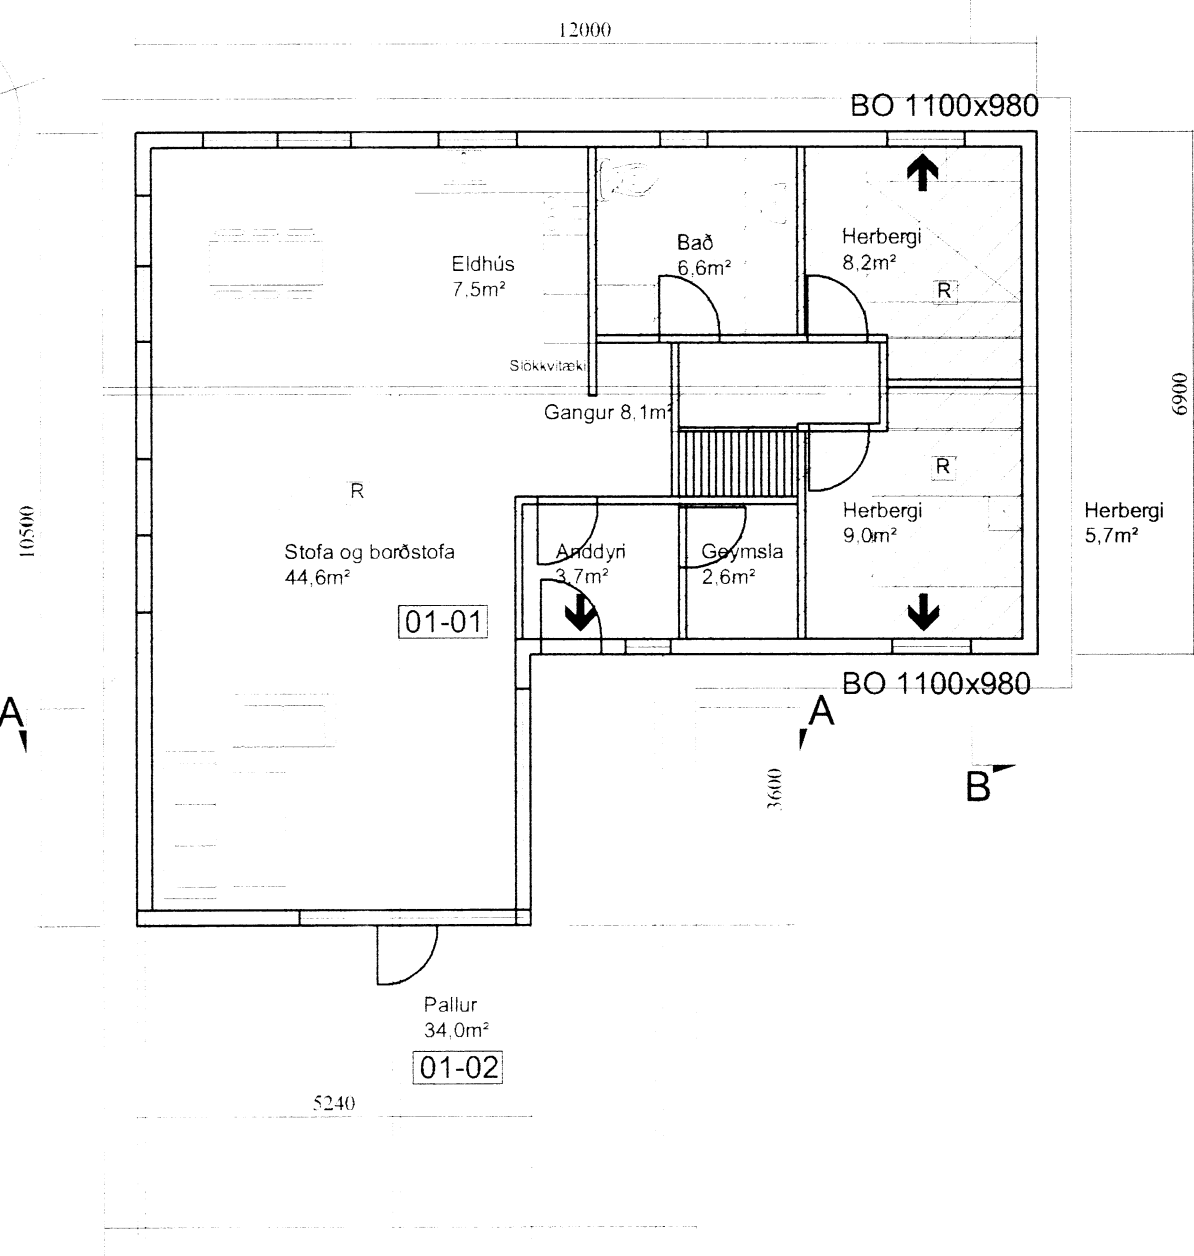 12000
BO 1100x980
Bað
6,6m²
Herbergi
8,2m²
Eldhús
7,5m²
R
Slökkvitæki
6900
Gangur 8,1m²
R
R
10500
Herbergi
9,0m²
Herbergi
5,7m²
Stofa og borðstofa
44,6m²
Anddyri
3,7m²
Geymsla
2,6m²
01-01
BO 1100x980
A
A
3600
B
Pallur
34,0m²
01-02
5240